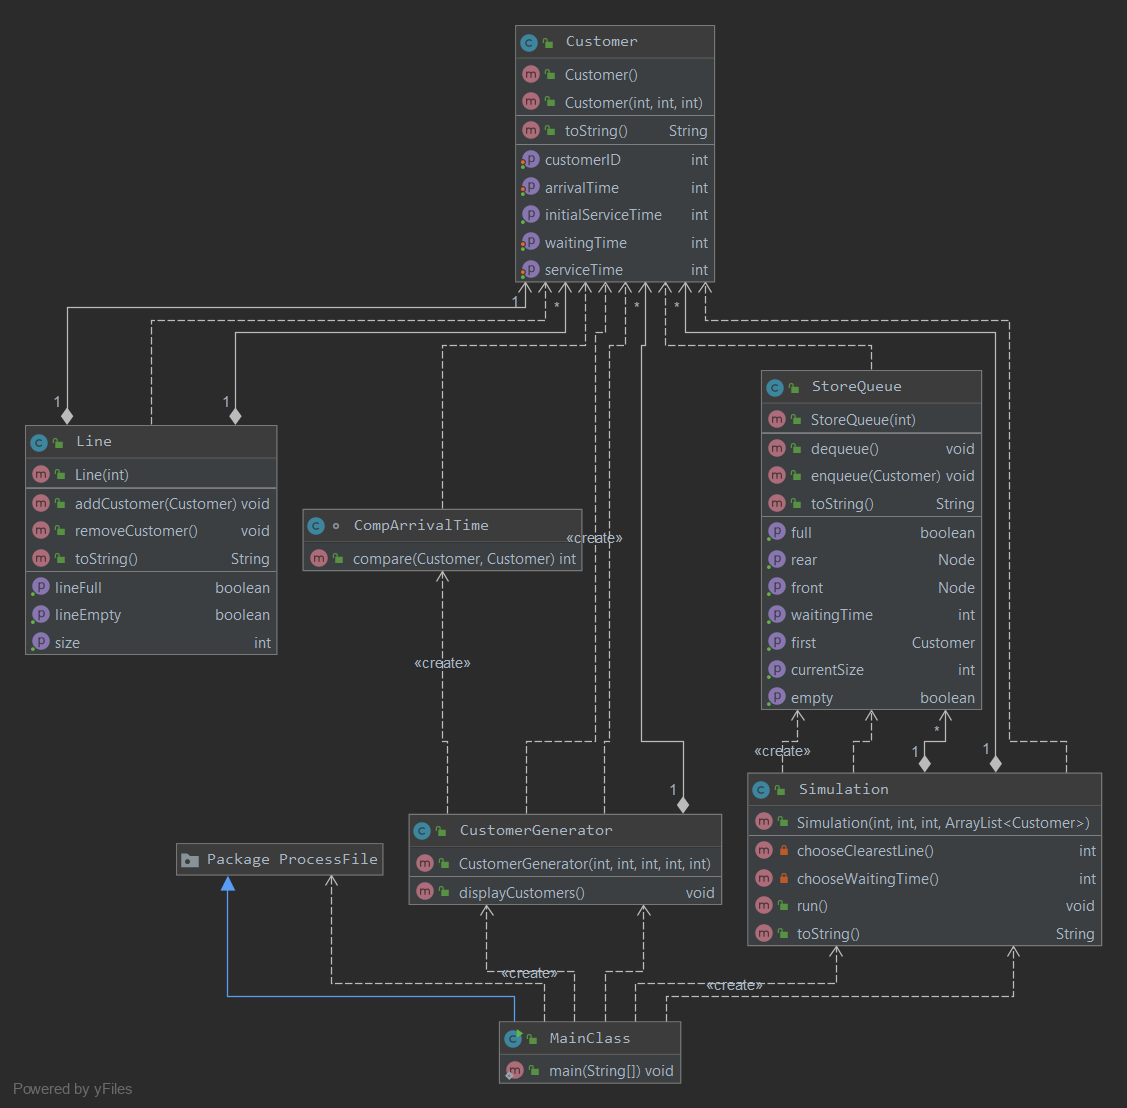 Customer
Customer()
Customer(int, int, int)
toString() String
customerID int
arrivalTime int
initialServiceTime int
waitingTime int
serviceTime int
1 * * *
1 1
Line
Line(int)
addCustomer(Customer) void
removeCustomer() void
toString() String
lineFull boolean
lineEmpty boolean
size int
StoreQueue
StoreQueue(int)
dequeue() void
enqueue(Customer) void
toString() String
full boolean
rear Node
front Node
waitingTime int
first Customer
currentSize int
empty boolean
CompArrivalTime
compare(Customer, Customer) int
«create»
«create»
«create»
*
1 1
1
Simulation
Simulation(int, int, int, ArrayList<Customer>)
chooseClearestLine() int
chooseWaitingTime() int
run() void
toString() String
CustomerGenerator
CustomerGenerator(int, int, int, int, int)
displayCustomers() void
Package ProcessFile
«create»
«create»
MainClass
main(String[]) void
Powered by yFiles